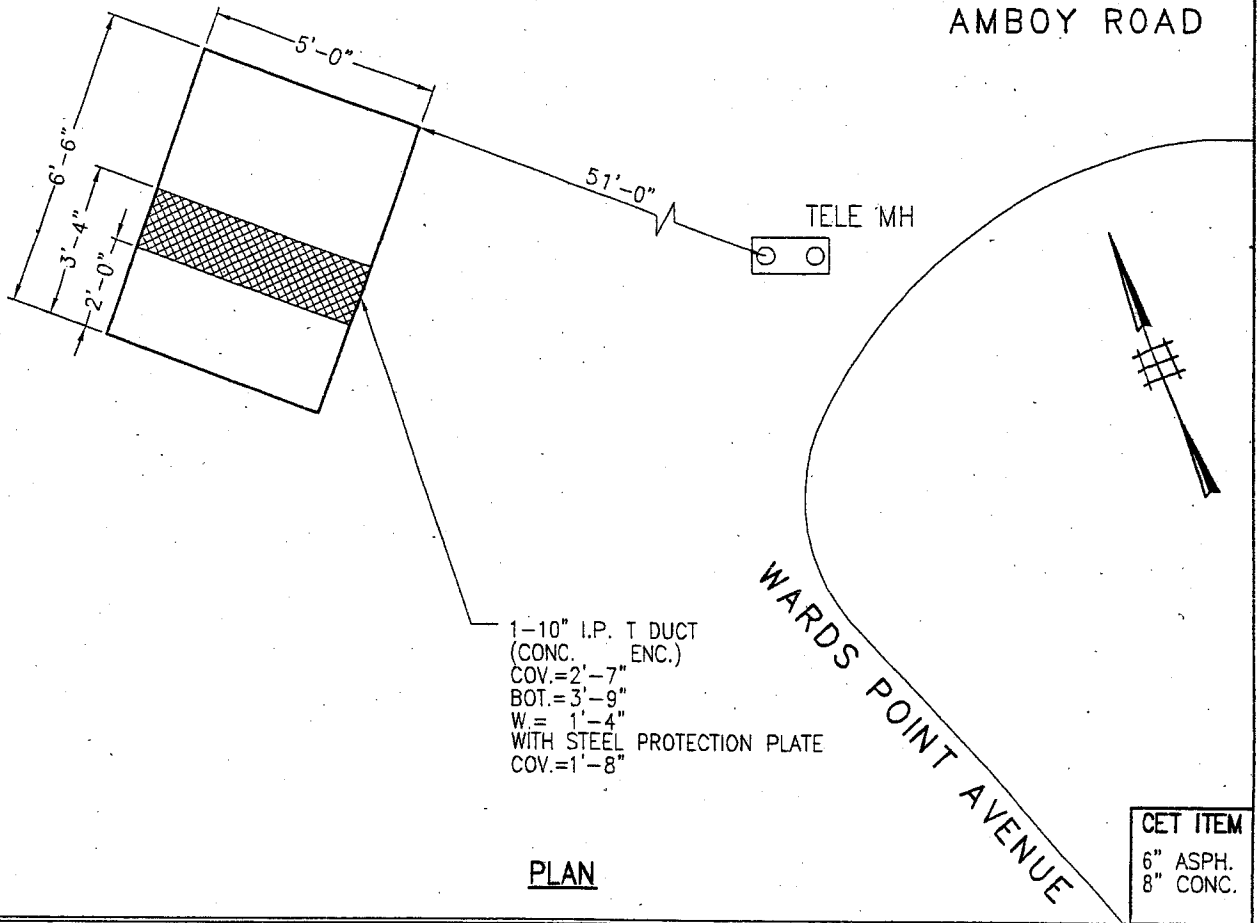 AMBOY ROAD
5'-0"
6'-6"
3'-4"
2'-0"
51'-0"
TELE MH
1-10" I.P. T DUCT
(CONC. ENC.)
COV.=2'-7"
BOT.=3'-9"
W.= 1'-4"
WITH STEEL PROTECTION PLATE
COV.=1'-8"
WARDS POINT AVENUE
CET ITEM
6" ASPH.
8" CONC.
PLAN